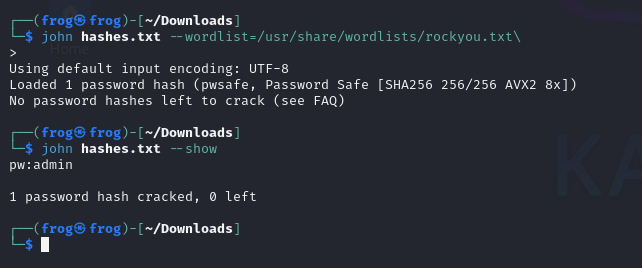 ┌──(frog㉿frog)-[~/Downloads]
└─$ john hashes.txt --wordlist=/usr/share/wordlists/rockyou.txt\
>
Using default input encoding: UTF-8
Loaded 1 password hash (pwsafe, Password Safe [SHA256 256/256 AVX2 8x])
No password hashes left to crack (see FAQ)
┌──(frog㉿frog)-[~/Downloads]
└─$ john hashes.txt --show
pw:admin
1 password hash cracked, 0 left
┌──(frog㉿frog)-[~/Downloads]
└─$
Home
KA